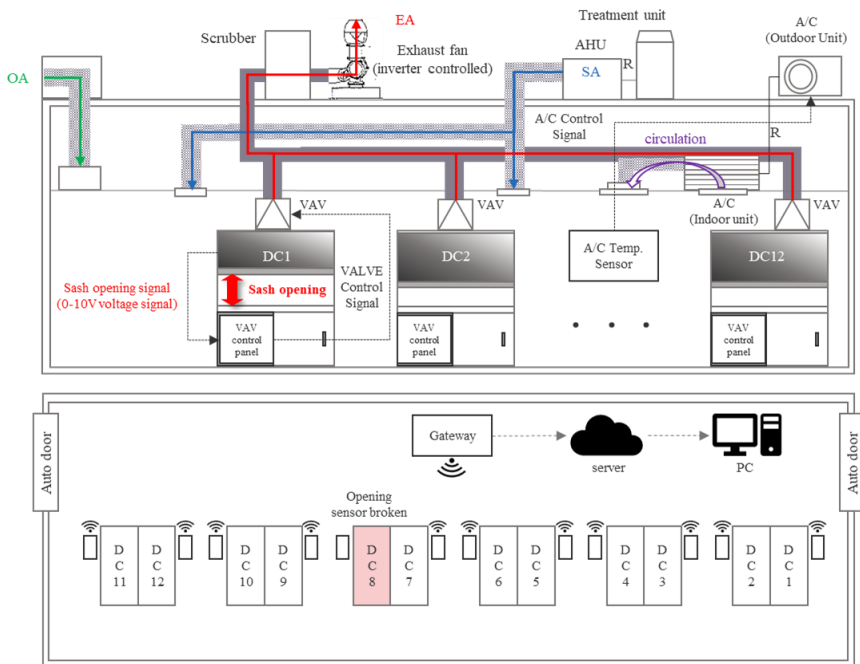 EA
Treatment unit
A/C
(Outdoor Unit)
Scrubber
Exhaust fan
(inverter controlled)
AHU
SA
R
OA
A/C Control
Signal
circulation
R
VAV
VAV
A/C
(Indoor unit)
VAV
DC1
DC2
A/C Temp.
Sensor
DC12
Sash opening signal
(0-10V voltage signal)
Sash opening
VALVE
Control
Signal
VAV
control
panel
VAV
control
panel
VAV
control
panel
Auto door
Auto door
Gateway
server
PC
Opening
sensor broken
DC
11
DC
12
DC
10
DC
9
DC
8
DC
7
DC
6
DC
5
DC
4
DC
3
DC
2
DC
1